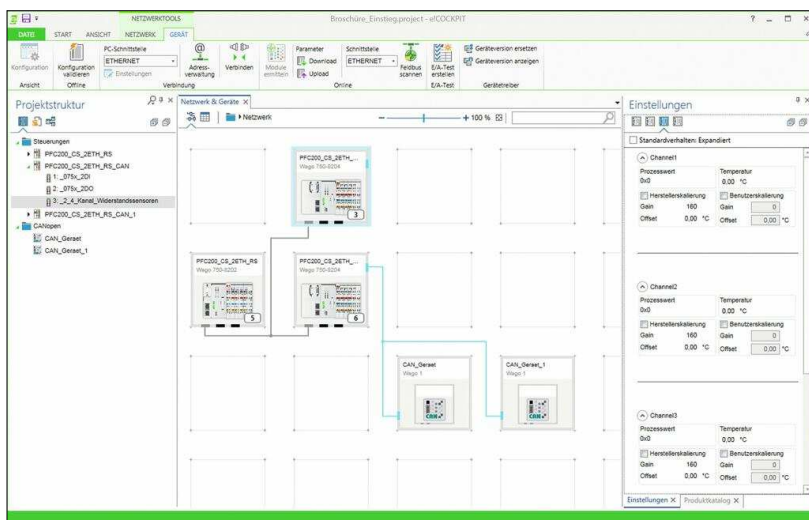 NETZWERKTOOLS
Broschüre_Einstieg.project - e!COCKPIT
DATEI START ANSICHT NETZWERK GERÄT
Konfiguration
Ansicht
Konfiguration validieren
Offline
PC-Schnittstelle
ETHERNET
Einstellungen
Adress-verwaltung
Verbinden
Verbindung
Module ermitteln
Parameter
Download
Upload
Schnittstelle
ETHERNET
Feldbus scannen
Online
E/A-Test erstellen
E/A-Test
Geräteversion ersetzen
Geräteversion anzeigen
Gerätetreiber
Projektstruktur
Steuerungen
PFC200_CS_2ETH_RS
PFC200_CS_2ETH_RS_CAN
1: _075x_2DI
2: _075x_2DO
3: _2_4_Kanal_Widerstandssensoren
PFC200_CS_2ETH_RS_CAN_1
CANopen
CAN_Geraet
CAN_Geraet_1
Netzwerk & Geräte
Netzwerk
100 %
PFC200_CS_2ETH_...
Wago 750-8204
3
PFC200_CS_2ETH_RS
Wago 750-8202
5
PFC200_CS_2ETH_...
Wago 750-8204
6
CAN_Geraet
Wago 1
CAN
CAN_Geraet_1
Wago 1
CAN
Einstellungen
Standardverhalten: Expandiert
Channel1
Prozesswert Temperatur
0x0 0,00 °C
Herstellerskalierung Benutzerskalierung
Gain 160 Gain 0
Offset 0,00 °C Offset 0,00 °C
Channel2
Prozesswert Temperatur
0x0 0,00 °C
Herstellerskalierung Benutzerskalierung
Gain 160 Gain 0
Offset 0,00 °C Offset 0,00 °C
Channel3
Prozesswert Temperatur
0x0 0,00 °C
Herstellerskalierung Benutzerskalierung
Gain 160 Gain 0
Offset 0,00 °C Offset 0,00 °C
Einstellungen Produktkatalog